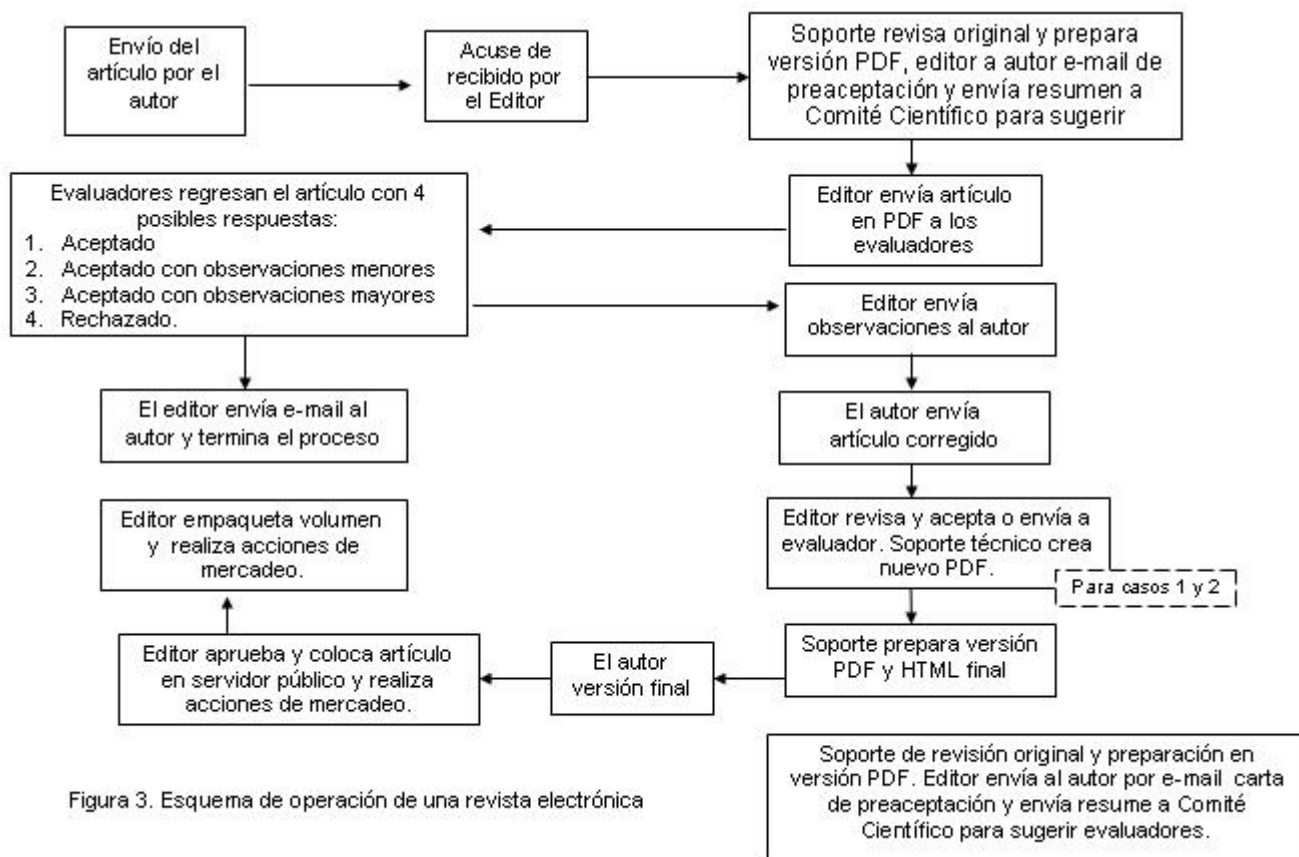 Envío del
artículo por el
autor
Acuse de
recibido por
el Editor
Soporte revisa original y prepara
versión PDF, editor a autor e-mail de
preaceptación y envía resumen a
Comité Científico para sugerir
Evaluadores regresan el artículo con 4
posibles respuestas:
1. Aceptado
2. Aceptado con observaciones menores
3. Aceptado con observaciones mayores
4. Rechazado.
Editor envía artículo
en PDF a los
evaluadores
Editor envía
observaciones al autor
El editor envía e-mail al
autor y termina el proceso
El autor envía
artículo corregido
Editor empaqueta volumen
y realiza acciones de
mercadeo.
Editor revisa y acepta o envía a
evaluador. Soporte técnico crea
nuevo PDF.
Para casos 1 y 2
Editor aprueba y coloca artículo
en servidor público y realiza
acciones de mercadeo.
El autor
versión final
Soporte prepara versión
PDF y HTML final
Soporte de revisión original y preparación en
versión PDF. Editor envía al autor por e-mail carta
de preaceptación y envía resume a Comité
Científico para sugerir evaluadores.
Figura 3. Esquema de operación de una revista electrónica